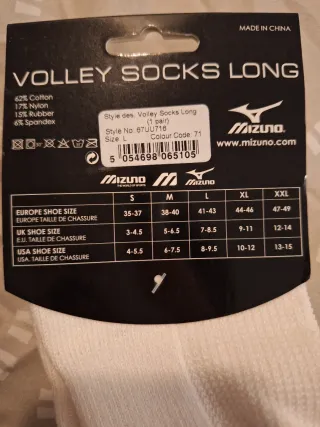 MADE IN CHINA
VOLLEY SOCKS LONG
62% Cotton
17% Nylon
15% Rubber
6% Spandex
Style des. Volley Socks Long
(1 pair)
Style No: 67UU716
Size: L Colour Code: 71
5 054698 065105
MIZUNO
www.mizuno.com
MIZUNO MIZUNO
S M L XL XXL
EUROPE SHOE SIZE 35-37 38-40 41-43 44-46 47-49
EUROPE TAILLE DE CHAUSSURE
UK SHOE SIZE 3-4.5 5-6.5 7-8.5 9-11 12-14
E.U. TAILLE DE CHAUSSURE
USA SHOE SIZE 4-5.5 6-7.5 8-9.5 10-12 13-15
USA. TAILLE DE CHAUSSURE